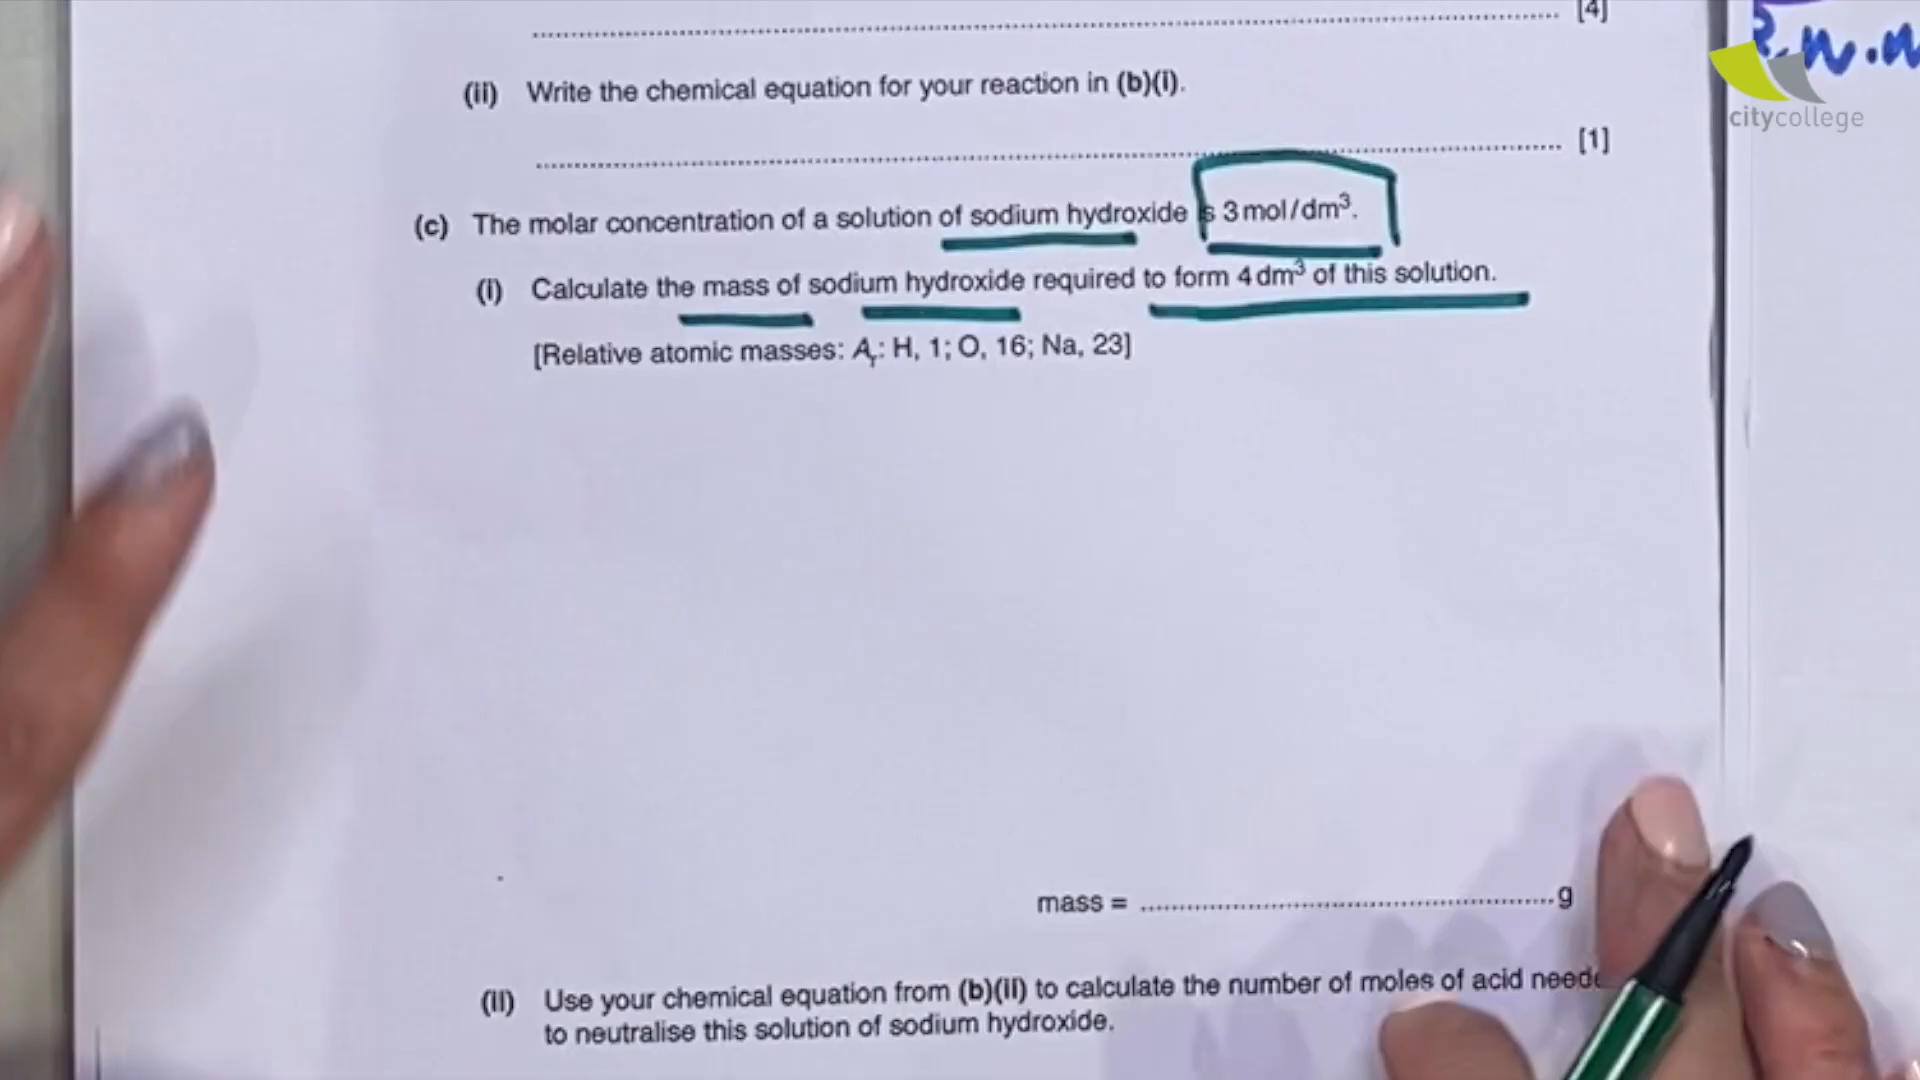 [4]
(ii) Write the chemical equation for your reaction in (b)(i).
[1]
(c) The molar concentration of a solution of sodium hydroxide is 3 mol/dm³.
(i) Calculate the mass of sodium hydroxide required to form 4 dm³ of this solution.
[Relative atomic masses: Aᵣ: H, 1; O, 16; Na, 23]
mass = ........................................................ g
(ii) Use your chemical equation from (b)(ii) to calculate the number of moles of acid
to neutralise this solution of sodium hydroxide.
citycollege